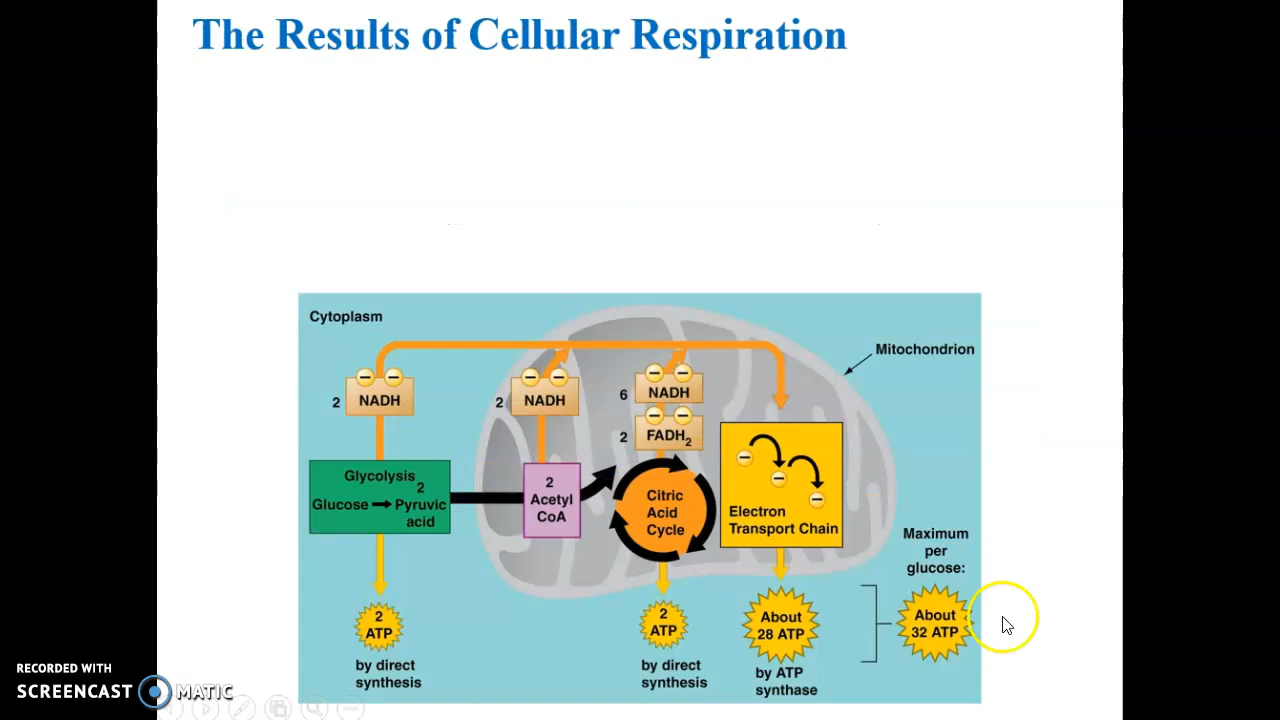 The Results of Cellular Respiration
Cytoplasm
Mitochondrion
2 NADH
2 NADH
6 NADH
2 FADH2
Glycolysis
2
Glucose → Pyruvic
acid
2
Acetyl
CoA
Citric
Acid
Cycle
Electron
Transport Chain
Maximum
per
glucose:
2
ATP
by direct
synthesis
2
ATP
by direct
synthesis
About
28 ATP
by ATP
synthase
About
32 ATP
RECORDED WITH
SCREENCAST MATIC